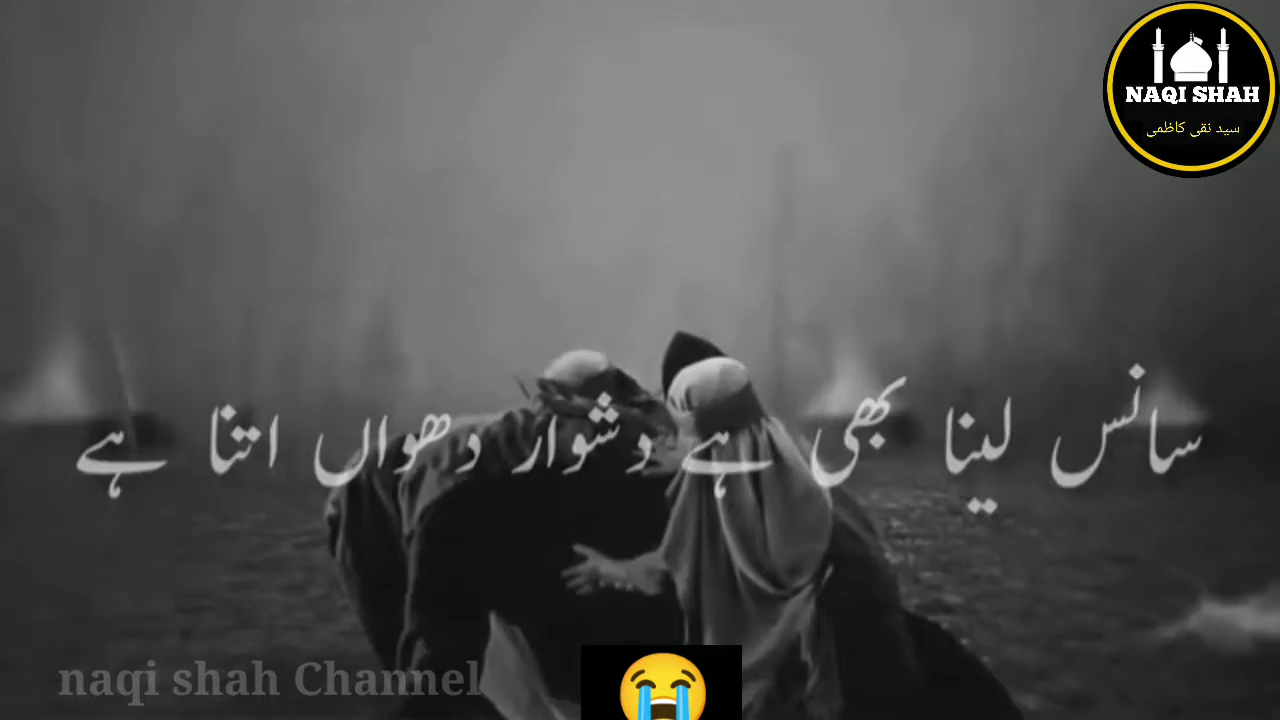 NAQI SHAH
سید نقی کاظمی
سانس لینا بھی ہے دشوار دھواں اتنا ہے
naqi shah Channel